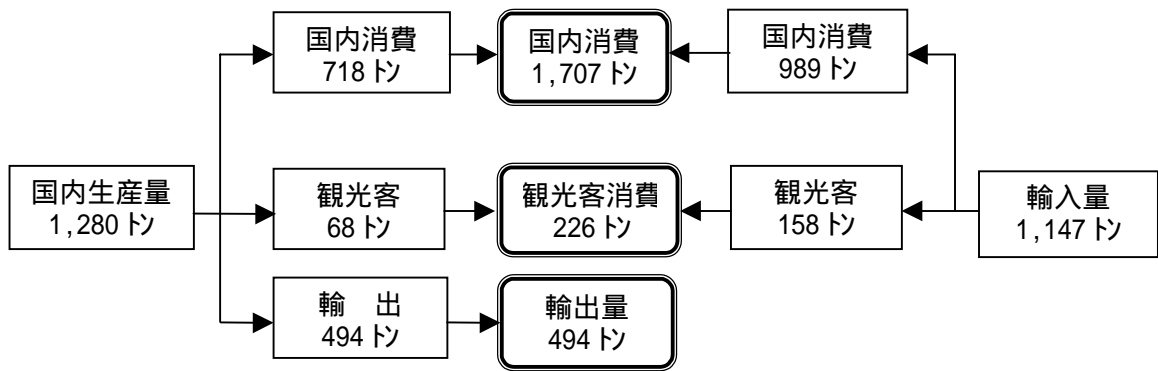 国内消費
718 トン
国内消費
1,707 トン
国内消費
989 トン
国内生産量
1,280 トン
観光客
68 トン
観光客消費
226 トン
観光客
158 トン
輸入量
1,147 トン
輸　出
494 トン
輸出量
494 トン